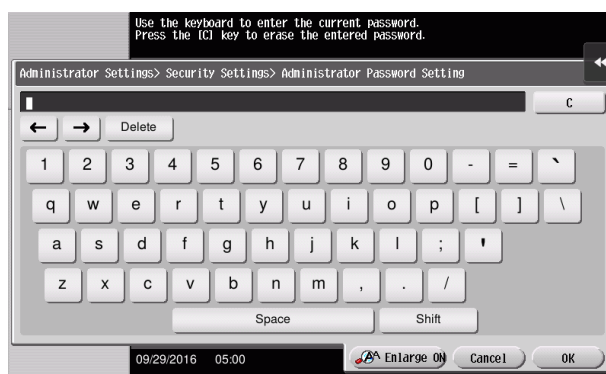 Use the keyboard to enter the current password.
Press the [C] key to erase the entered password.
Administrator Settings> Security Settings> Administrator Password Setting
C
← → Delete
1 2 3 4 5 6 7 8 9 0 - = `
q w e r t y u i o p [ ] \
a s d f g h j k l ; '
z x c v b n m , . /
Space Shift
09/29/2016 05:00 Enlarge ON Cancel OK